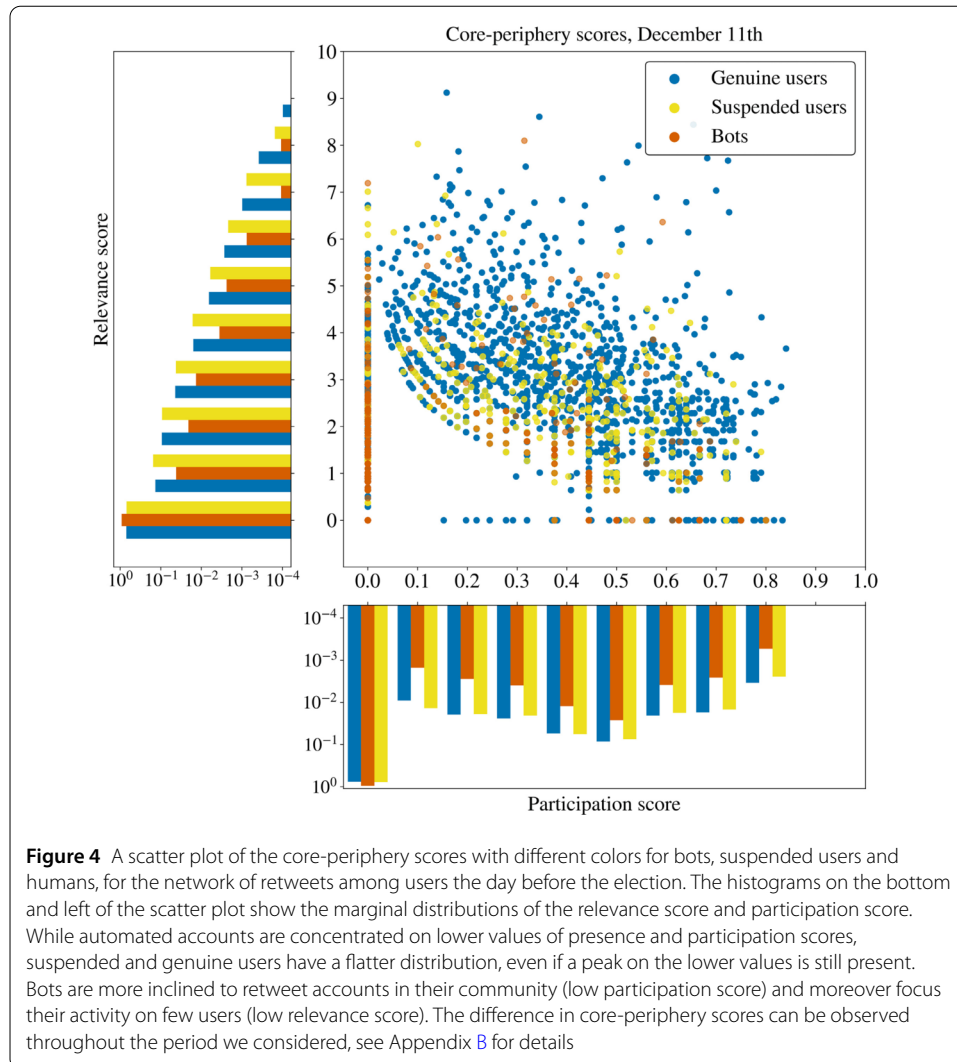 Core-periphery scores, December 11th
10
9
8
7
6
5
4
3
2
1
0
Genuine users
Suspended users
Bots
Relevance score
10⁰ 10⁻¹ 10⁻² 10⁻³ 10⁻⁴
0.0 0.1 0.2 0.3 0.4 0.5 0.6 0.7 0.8 0.9 1.0
10⁻⁴
10⁻³
10⁻²
10⁻¹
10⁰
Participation score
Figure 4 A scatter plot of the core-periphery scores with different colors for bots, suspended users and
humans, for the network of retweets among users the day before the election. The histograms on the bottom
and left of the scatter plot show the marginal distributions of the relevance score and participation score.
While automated accounts are concentrated on lower values of presence and participation scores,
suspended and genuine users have a flatter distribution, even if a peak on the lower values is still present.
Bots are more inclined to retweet accounts in their community (low participation score) and moreover focus
their activity on few users (low relevance score). The difference in core-periphery scores can be observed
throughout the period we considered, see Appendix B for details